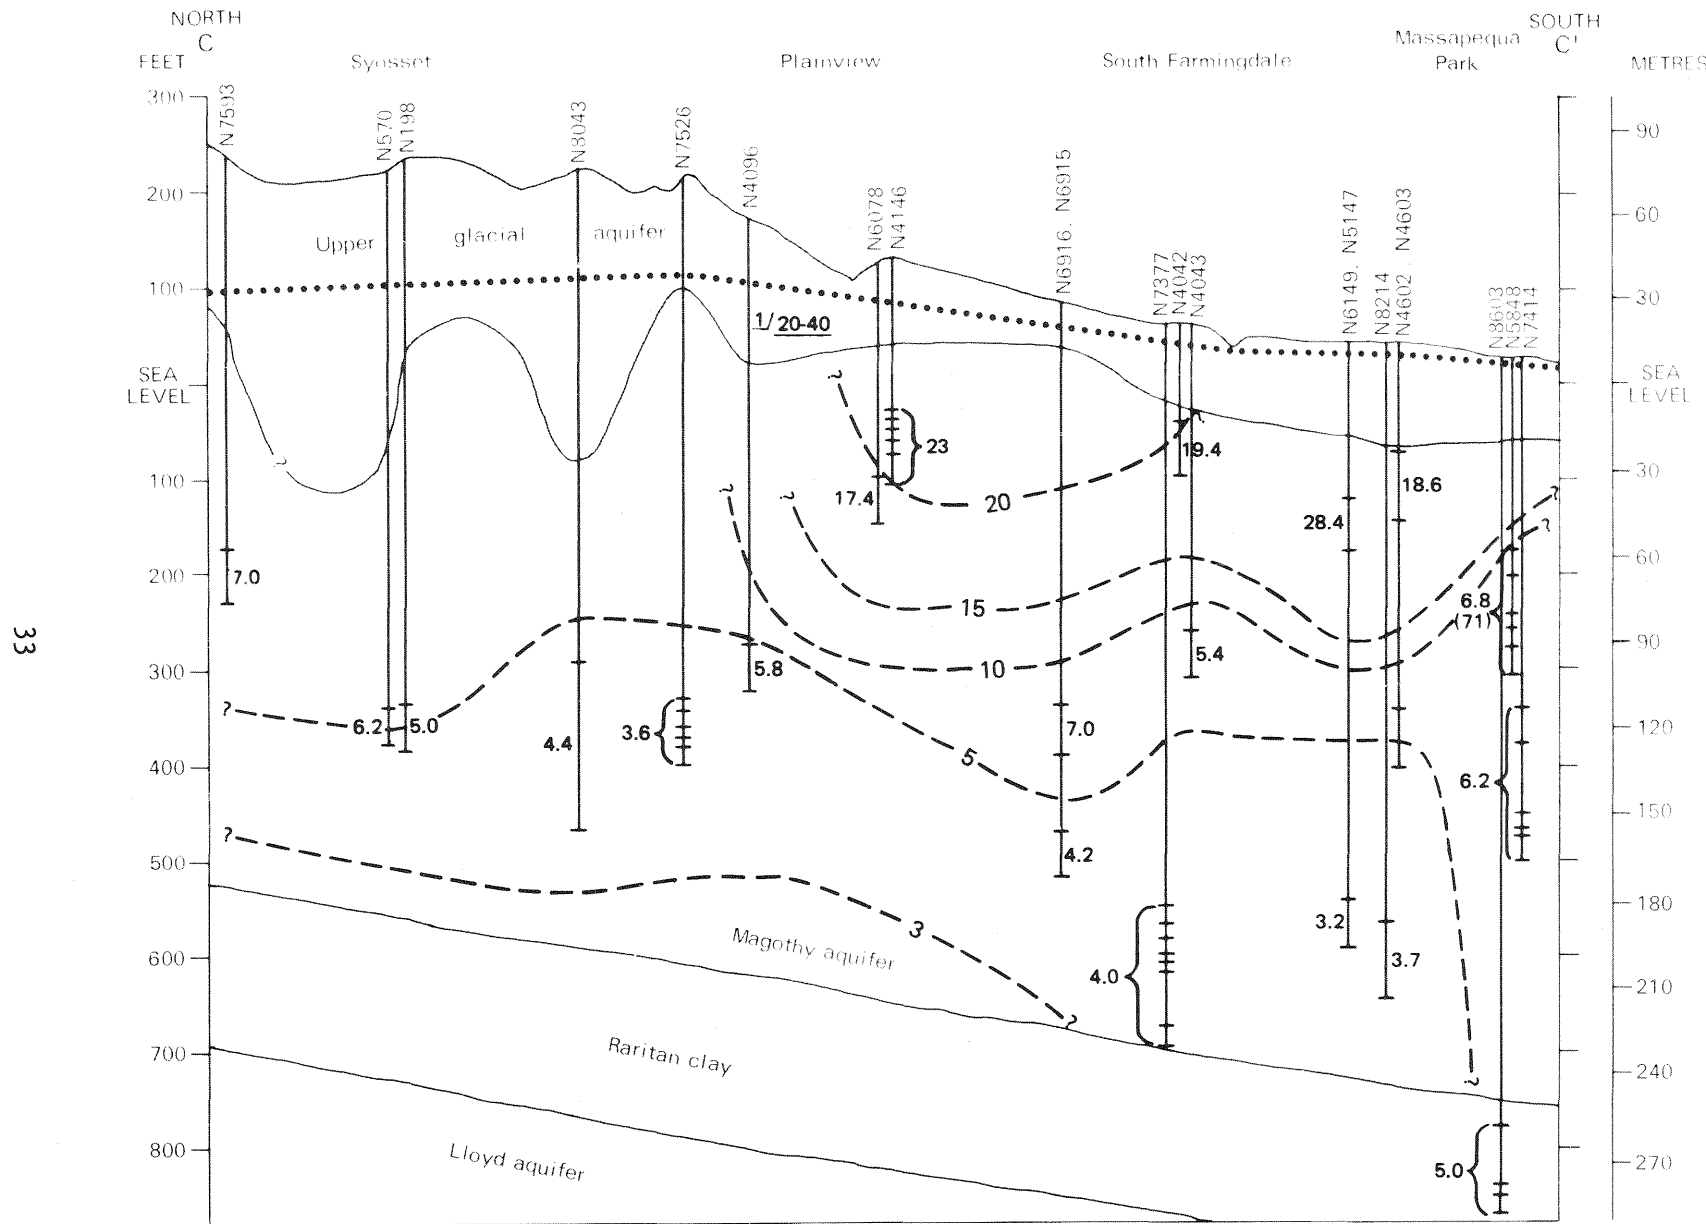 NORTH
C
SOUTH
C'
FEET
Syosset
Plainview
South Farmingdale
Massapequa
Park
METRES
300
200
100
SEA
LEVEL
100
200
300
400
500
600
700
800
90
60
30
SEA
LEVEL
30
60
90
120
150
180
210
240
270
N7593
N570
N198
N8043
N7526
N4096
N6078
N4146
N6916, N6915
N7377
N4042
N4043
N6149, N5147
N8214
N4602, N4603
N8603
N5848
N7414
Upper glacial aquifer
1/ 20-40
?
?
?
?
?
?
?
?
?
?
?
?
23
17.4
20
19.4
18.6
28.4
7.0
15
6.8
(71)
10
5.4
5.8
6.2
5.0
4.4
3.6
5
7.0
6.2
4.2
3
3.2
3.7
4.0
5.0
Magothy aquifer
Raritan clay
Lloyd aquifer
33